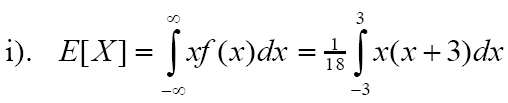 i). E[X] = ∫_{-∞}^{∞} xf(x)dx = 1/18 ∫_{-3}^{3} x(x+3)dx